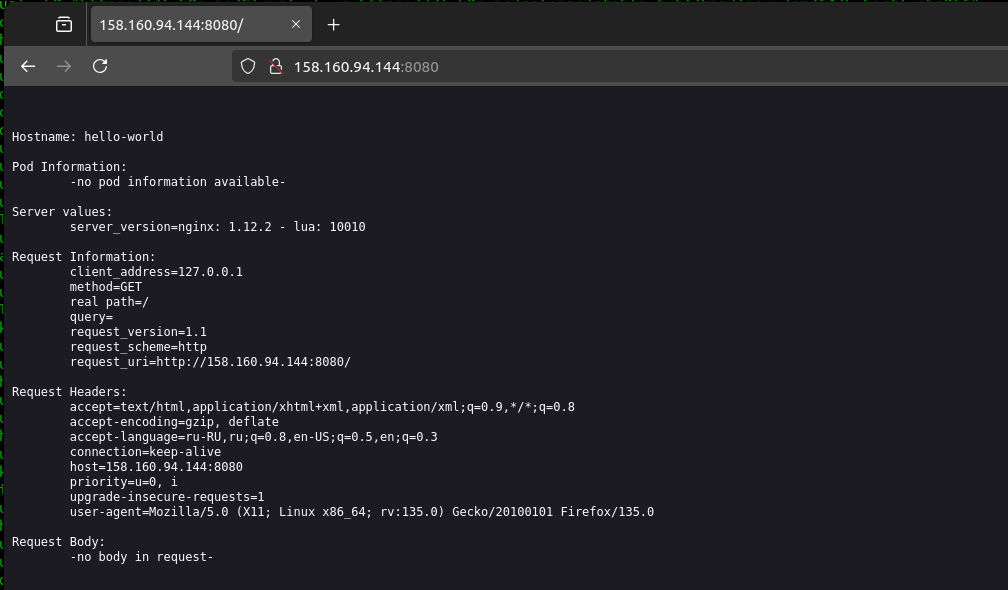 158.160.94.144:8080/
158.160.94.144:8080
Hostname: hello-world
Pod Information:
-no pod information available-
Server values:
server_version=nginx: 1.12.2 - lua: 10010
Request Information:
client_address=127.0.0.1
method=GET
real path=/
query=
request_version=1.1
request_scheme=http
request_uri=http://158.160.94.144:8080/
Request Headers:
accept=text/html,application/xhtml+xml,application/xml;q=0.9,*/*;q=0.8
accept-encoding=gzip, deflate
accept-language=ru-RU,ru;q=0.8,en-US;q=0.5,en;q=0.3
connection=keep-alive
host=158.160.94.144:8080
priority=u=0, i
upgrade-insecure-requests=1
user-agent=Mozilla/5.0 (X11; Linux x86_64; rv:135.0) Gecko/20100101 Firefox/135.0
Request Body:
-no body in request-